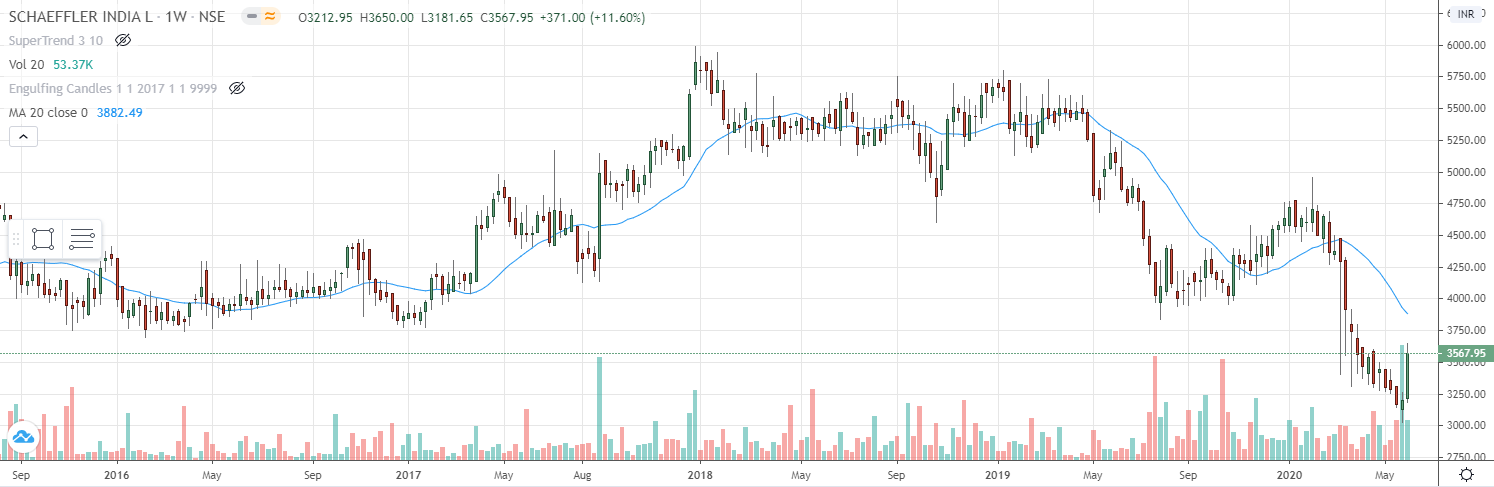 SCHAEFFLER INDIA L · 1W · NSE O3212.95 H3650.00 L3181.65 C3567.95 +371.00 (+11.60%)
SuperTrend 3 10
Vol 20 53.37K
Engulfing Candles 1 1 2017 1 1 9999
MA 20 close 0 3882.49
INR
6000.00
5750.00
5500.00
5250.00
5000.00
4750.00
4500.00
4250.00
4000.00
3750.00
3567.95
3250.00
3000.00
2750.00
Sep 2016 May Sep 2017 May Aug 2018 May Sep 2019 May Sep 2020 May